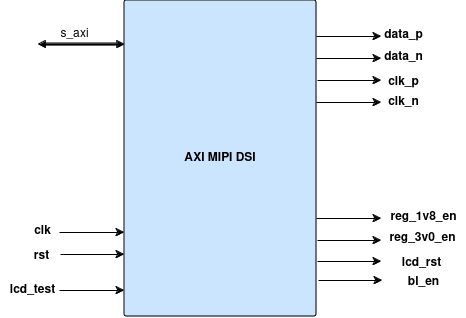 s_axi
clk
rst
lcd_test
AXI MIPI DSI
data_p
data_n
clk_p
clk_n
reg_1v8_en
reg_3v0_en
lcd_rst
bl_en